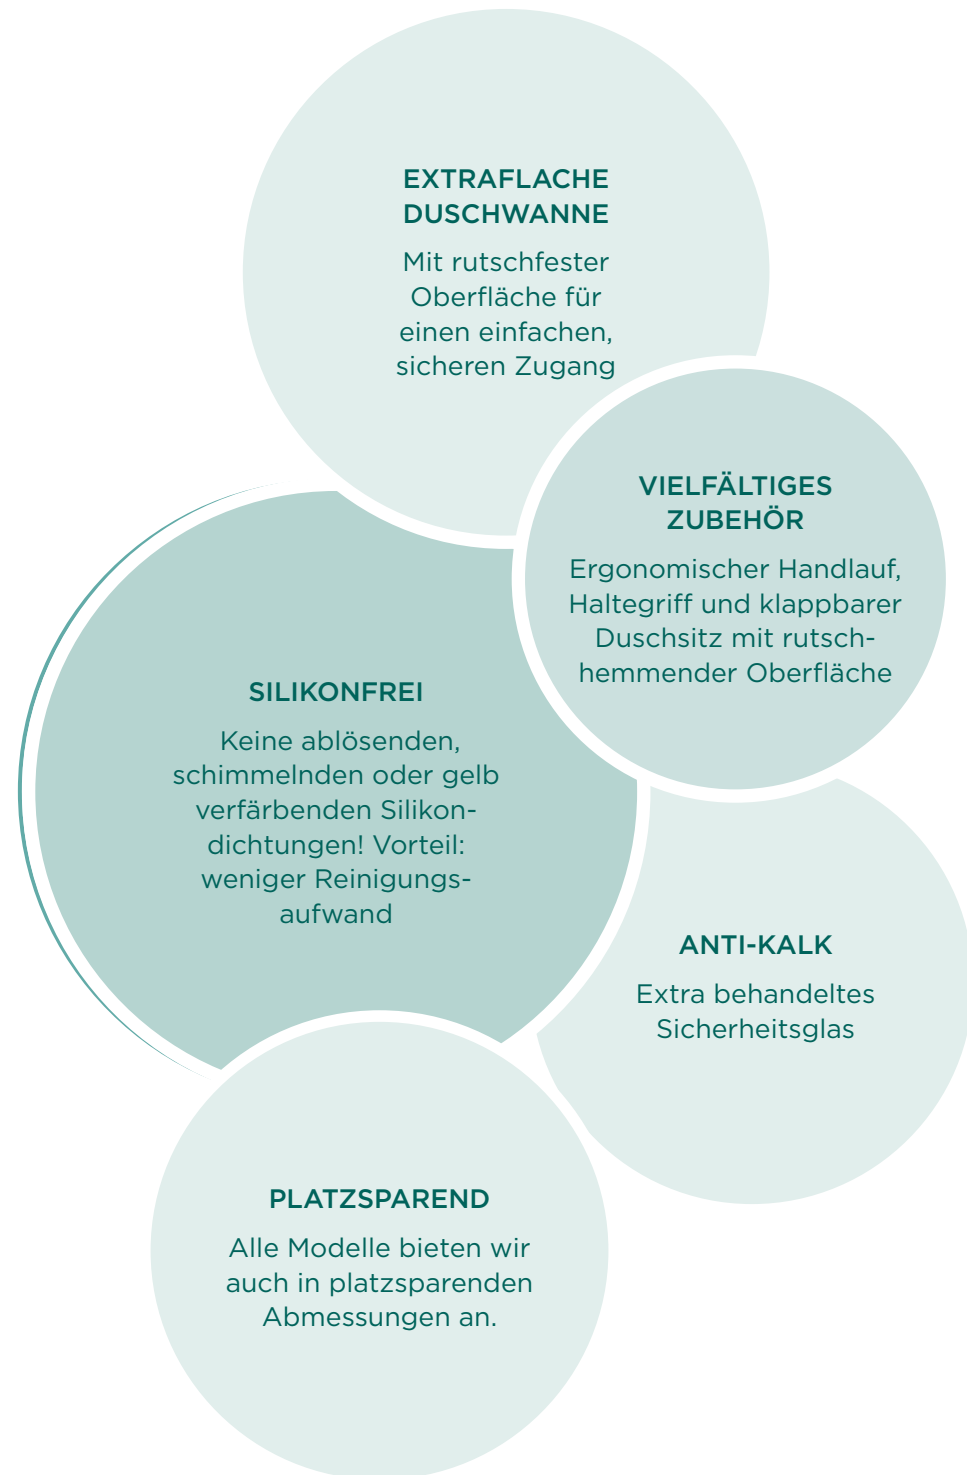 EXTRAFLACHE
DUSCHWANNE
Mit rutschfester
Oberfläche für
einen einfachen,
sicheren Zugang
VIELFÄLTIGES
ZUBEHÖR
Ergonomischer Handlauf,
Haltegriff und klappbarer
Duschsitz mit rutsch-
hemmender Oberfläche
SILIKONFREI
Keine ablösenden,
schimmelnden oder gelb
verfärbenden Silikon-
dichtungen! Vorteil:
weniger Reinigungs-
aufwand
ANTI-KALK
Extra behandeltes
Sicherheitsglas
PLATZSPAREND
Alle Modelle bieten wir
auch in platzsparenden
Abmessungen an.